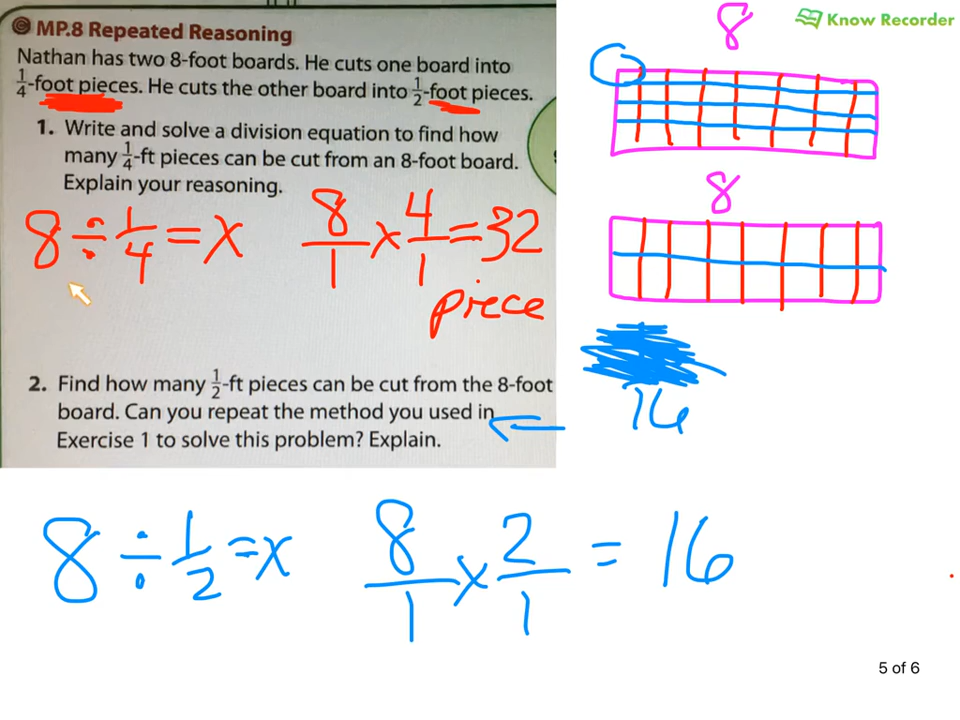 MP.8 Repeated Reasoning
Nathan has two 8-foot boards. He cuts one board into
1/4-foot pieces. He cuts the other board into 1/2-foot pieces.
1. Write and solve a division equation to find how
many 1/4-ft pieces can be cut from an 8-foot board.
Explain your reasoning.
8 ÷ 1/4 = x 8/1 x 4/1 = 32
piece
2. Find how many 1/2-ft pieces can be cut from the 8-foot
board. Can you repeat the method you used in
Exercise 1 to solve this problem? Explain.
8 ÷ 1/2 = x 8/1 x 2/1 = 16
Know Recorder
8
8
16
5 of 6